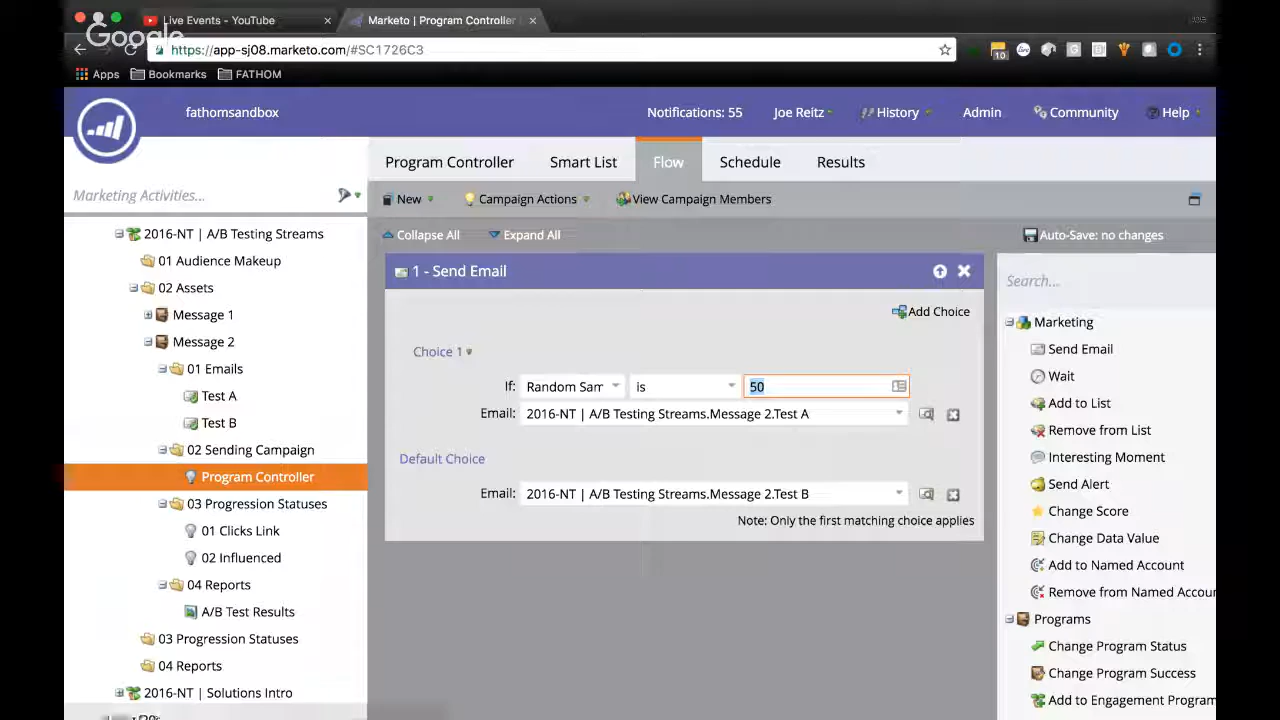 Live Events - YouTube
Marketo | Program Controller
Google
https://app-sj08.marketo.com/#SC1726C3
10
Apps
Bookmarks
FATHOM
fathomsandbox
Notifications: 55
Joe Reitz
History
Admin
Community
Help
Program Controller
Smart List
Flow
Schedule
Results
Marketing Activities...
New
Campaign Actions
View Campaign Members
Collapse All
Expand All
Auto-Save: no changes
2016-NT | A/B Testing Streams
01 Audience Makeup
02 Assets
Message 1
Message 2
01 Emails
Test A
Test B
02 Sending Campaign
Program Controller
03 Progression Statuses
01 Clicks Link
02 Influenced
04 Reports
A/B Test Results
03 Progression Statuses
04 Reports
2016-NT | Solutions Intro
1 - Send Email
Add Choice
Choice 1
If: Random Sam is 50
Email: 2016-NT | A/B Testing Streams.Message 2.Test A
Default Choice
Email: 2016-NT | A/B Testing Streams.Message 2.Test B
Note: Only the first matching choice applies
Search...
Marketing
Send Email
Wait
Add to List
Remove from List
Interesting Moment
Send Alert
Change Score
Change Data Value
Add to Named Account
Remove from Named Accour
Programs
Change Program Status
Change Program Success
Add to Engagement Program